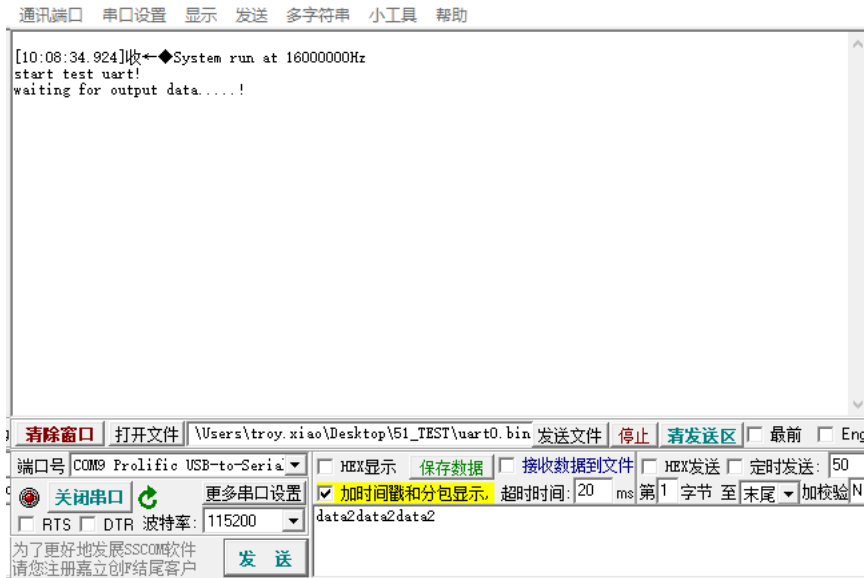 通讯端口 串口设置 显示 发送 多字符串 小工具 帮助
[10:08:34.924]收←◆System run at 16000000Hz
start test uart!
waiting for output data.....!
清除窗口 打开文件 \Users\troy.xiao\Desktop\51_TEST\uart0.bin 发送文件 停止 清发送区 最前 Eng
端口号 COM9 Prolific USB-to-Seria HEX显示 保存数据 接收数据到文件 HEX发送 定时发送: 50
关闭串口 更多串口设置 加时间戳和分包显示, 超时时间: 20 ms 第1 字节 至 末尾 加校验 N
RTS DTR 波特率: 115200 data2data2data2
为了更好地发展SSCOM软件
请您注册嘉立创F结尾客户 发 送